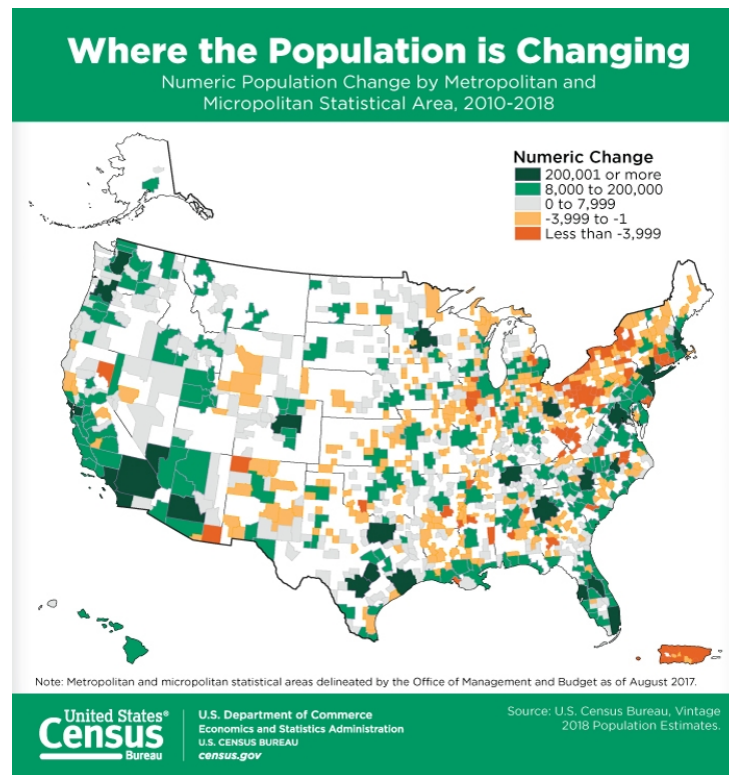 Where the Population is Changing
Numeric Population Change by Metropolitan and
Micropolitan Statistical Area, 2010-2018
Numeric Change
200,001 or more
8,000 to 200,000
0 to 7,999
-3,999 to -1
Less than -3,999
Note: Metropolitan and micropolitan statistical areas delineated by the Office of Management and Budget as of August 2017.
United States®
Census
Bureau
U.S. Department of Commerce
Economics and Statistics Administration
U.S. CENSUS BUREAU
census.gov
Source: U.S. Census Bureau, Vintage
2018 Population Estimates.